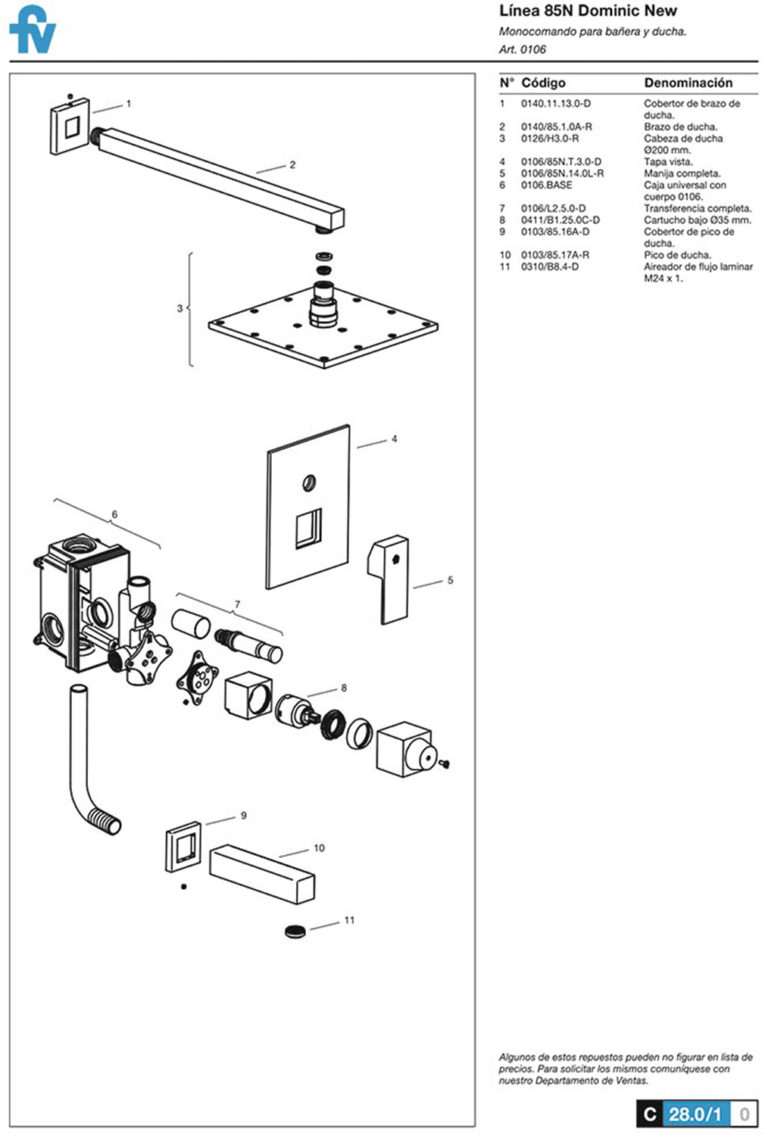 fv
Línea 85N Dominic New
Monocomando para bañera y ducha.
Art. 0106
N° Código Denominación
1 0140.11.13.0-D Cobertor de brazo de
ducha.
2 0140/85.1.0A-R Brazo de ducha.
3 0126/H3.0-R Cabeza de ducha
Ø200 mm.
4 0106/85N.T.3.0-D Tapa vista.
5 0106/85N.14.0L-R Manija completa.
6 0106.BASE Caja universal con
cuerpo 0106.
7 0106/L2.5.0-D Transferencia completa.
8 0411/B1.25.0C-D Cartucho bajo Ø35 mm.
9 0103/85.16A-D Cobertor de pico de
ducha.
10 0103/85.17A-R Pico de ducha.
11 0310/B8.4-D Aireador de flujo laminar
M24 x 1.
1
2
3
4
5
6
7
8
9
10
11
Algunos de estos repuestos pueden no figurar en lista de
precios. Para solicitar los mismos comuníquese con
nuestro Departamento de Ventas.
C 28.0/1 0